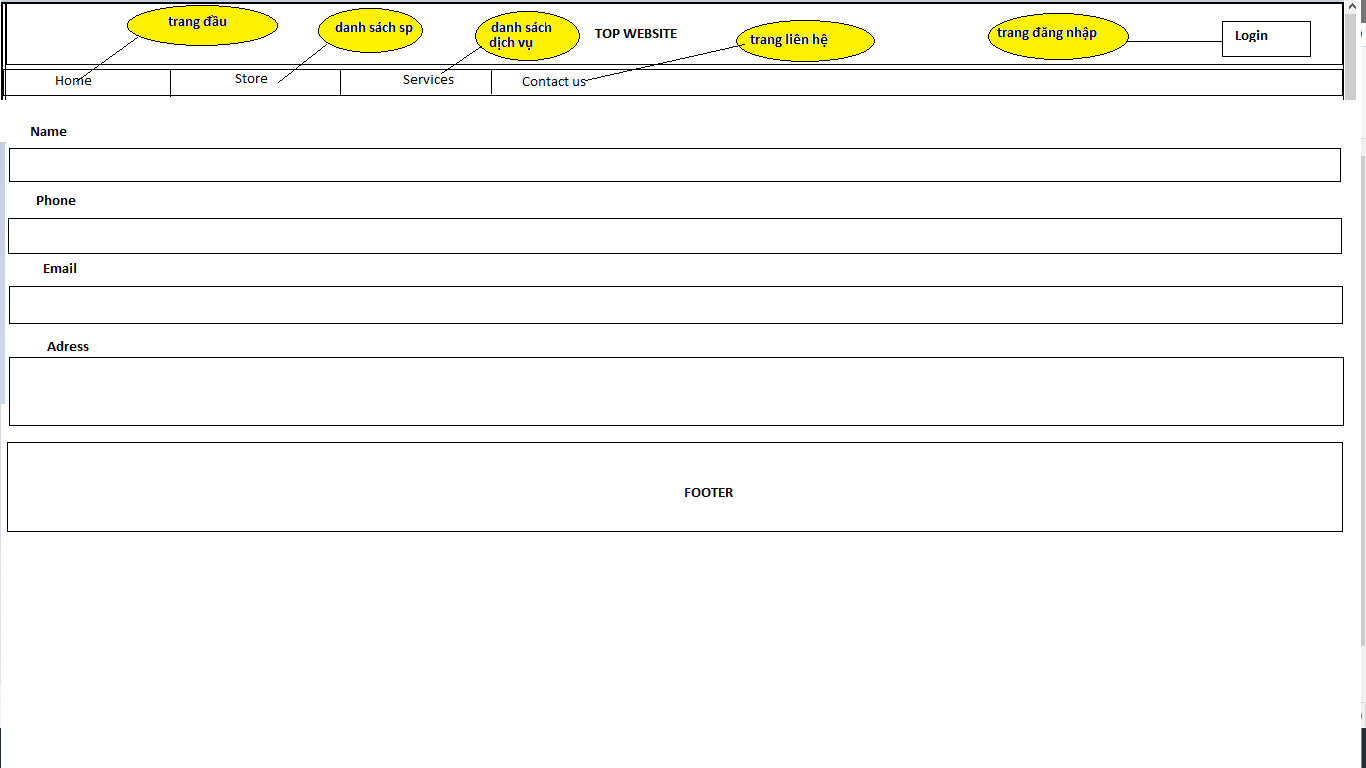 trang đầu
danh sách sp
danh sách
dịch vụ
TOP WEBSITE
trang liên hệ
trang đăng nhập
Login
Home
Store
Services
Contact us
Name
Phone
Email
Adress
FOOTER